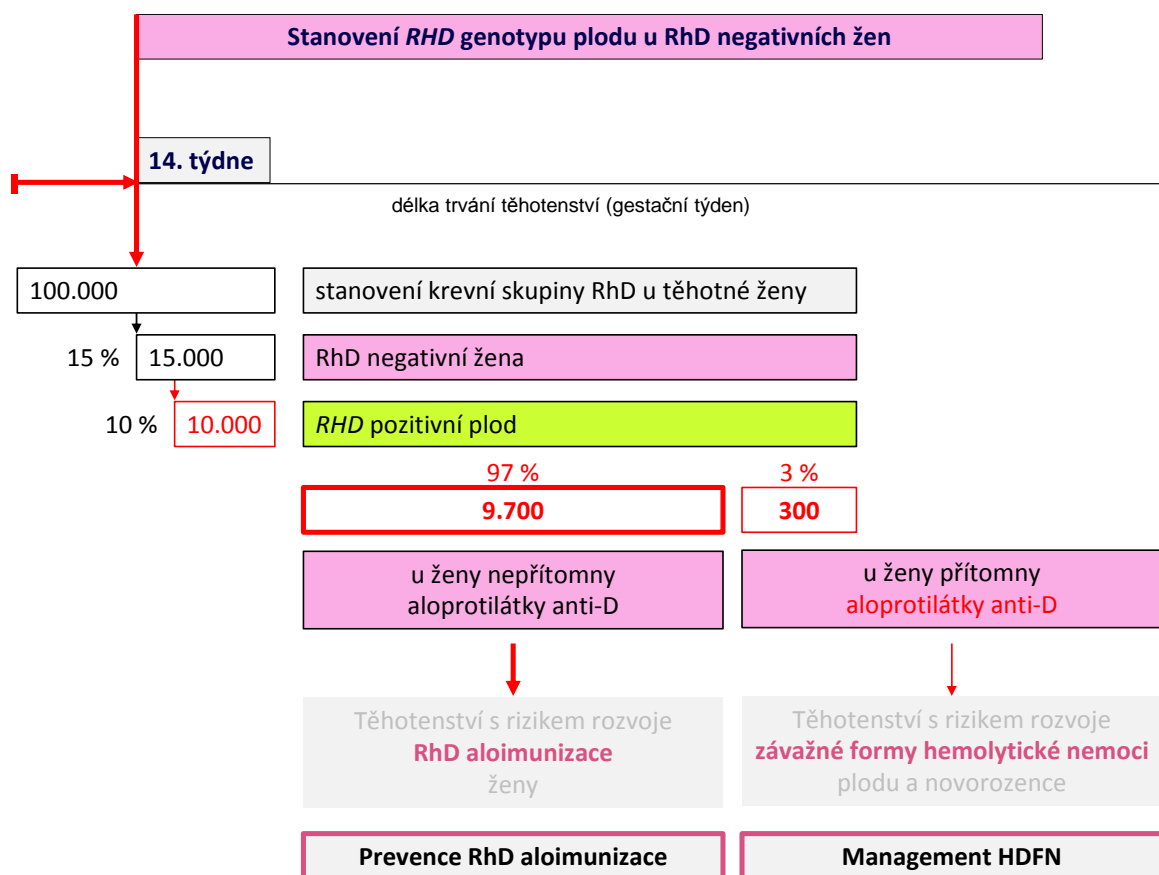 Stanovení RHD genotypu plodu u RhD negativních žen
14. týdne
délka trvání těhotenství (gestační týden)
100.000
stanovení krevní skupiny RhD u těhotné ženy
15 %
15.000
RhD negativní žena
10 %
10.000
RHD pozitivní plod
97 %
3 %
9.700
300
u ženy nepřítomny
aloprotilátky anti-D
u ženy přítomny
aloprotilátky anti-D
Těhotenství s rizikem rozvoje
RhD aloimunizace
ženy
Těhotenství s rizikem rozvoje
závažné formy hemolytické nemoci
plodu a novorozence
Prevence RhD aloimunizace
Management HDFN